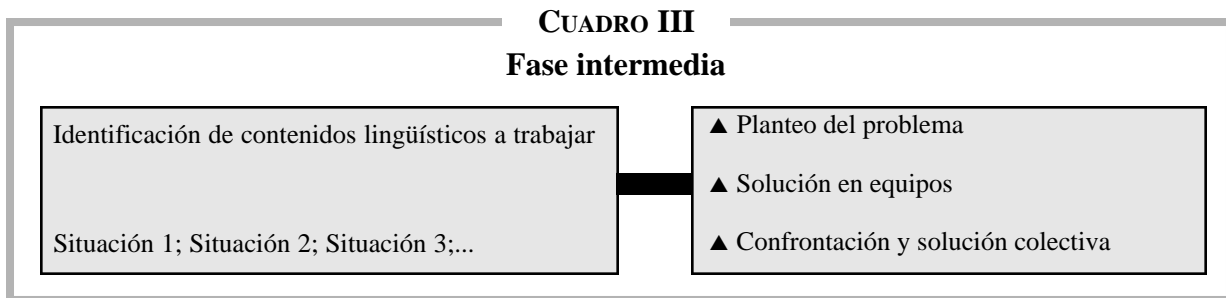 CUADRO III
Fase intermedia
Identificación de contenidos lingüísticos a trabajar
Situación 1; Situación 2; Situación 3;...
▲ Planteo del problema
▲ Solución en equipos
▲ Confrontación y solución colectiva